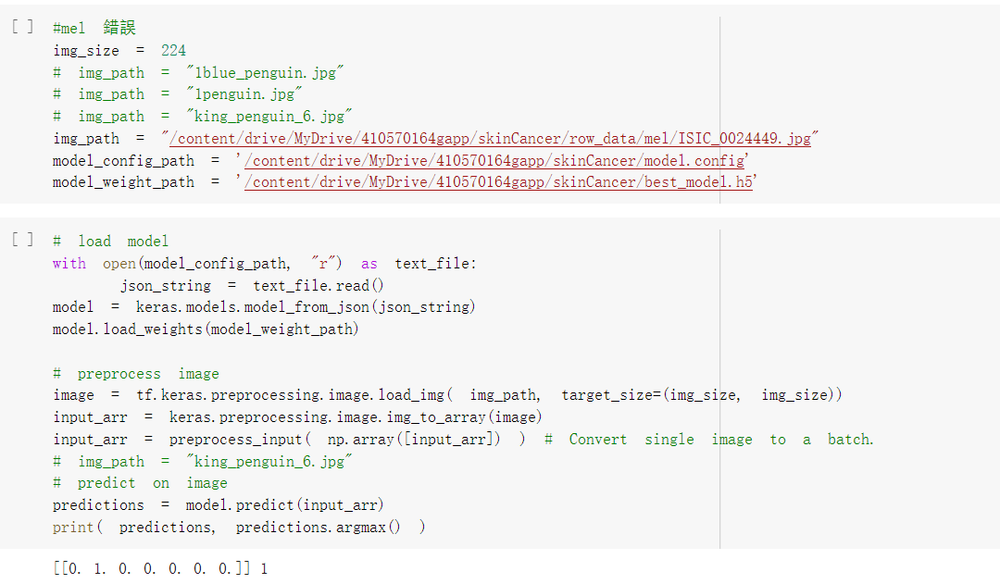 [ ] #mel 錯誤
img_size = 224
# img_path = "1blue_penguin.jpg"
# img_path = "1penguin.jpg"
# img_path = "king_penguin_6.jpg"
img_path = "/content/drive/MyDrive/410570164gapp/skinCancer/row_data/mel/ISIC_0024449.jpg"
model_config_path = '/content/drive/MyDrive/410570164gapp/skinCancer/model.config'
model_weight_path = '/content/drive/MyDrive/410570164gapp/skinCancer/best_model.h5'
[ ] # load model
with open(model_config_path, "r") as text_file:
json_string = text_file.read()
model = keras.models.model_from_json(json_string)
model.load_weights(model_weight_path)
# preprocess image
image = tf.keras.preprocessing.image.load_img( img_path, target_size=(img_size, img_size))
input_arr = keras.preprocessing.image.img_to_array(image)
input_arr = preprocess_input( np.array([input_arr]) ) # Convert single image to a batch.
# img_path = "king_penguin_6.jpg"
# predict on image
predictions = model.predict(input_arr)
print( predictions, predictions.argmax() )
[[0. 1. 0. 0. 0. 0. 0.]] 1